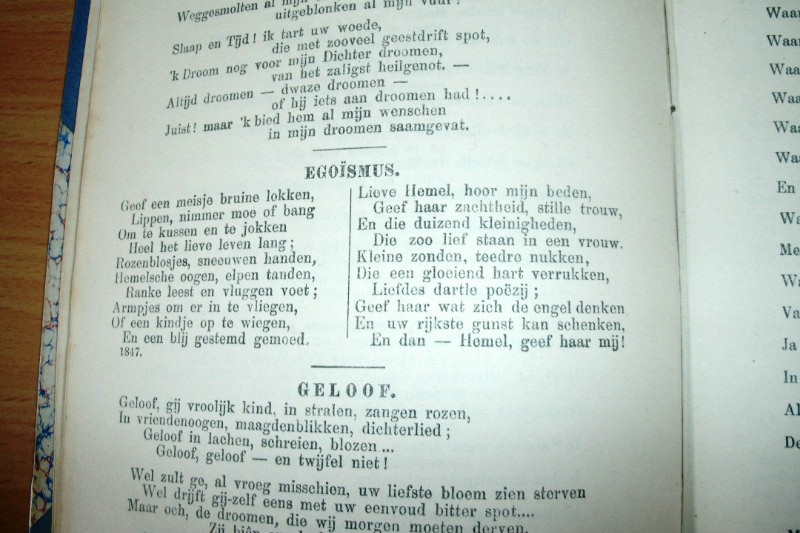 Weggesmolten al mijn
uitgeblonken al mijn vuur!
Slaap en Tijd! ik tart uw woede,
die met zooveel geestdrift spot,
'k Droom nog voor mijn Dichter droomen,
van het zaligst heilgenot. —
Altijd droomen — dwaze droomen —
of hij iets aan droomen had!....
Juist! maar 'k bied hem al mijn wenschen
in mijn droomen saamgevat.
EGOÏSMUS.
Geef een meisje bruine lokken,
Lippen, nimmer moe of bang
Om te kussen en te jokken
Heel het lieve leven lang;
Rozenblosjes, sneeuwen handen,
Hemelsche oogen, elpen tanden,
Ranke leest en vluggen voet;
Armpjes om er in te vliegen,
Of een kindje op te wiegen,
En een blij gestemd gemoed.
1847.
Lieve Hemel, hoor mijn beden,
Geef haar zachtheid, stille trouw,
En die duizend kleinigheden,
Die zoo lief staan in een vrouw.
Kleine zonden, teedre nukken,
Die een gloeiend hart verrukken,
Liefdes dartle poëzij;
Geef haar wat zich de engel denken
En uw rijkste gunst kan schenken,
En dan — Hemel, geef haar mij!
GELOOF.
Geloof, gij vroolijk kind, in stralen, zangen rozen,
In vriendenoogen, maagdenblikken, dichterlied;
Geloof in lachen, schreien, blozen...
Geloof, geloof — en twijfel niet!
Wel zult ge, al vroeg misschien, uw liefste bloem zien sterven
Wel drijft gij-zelf eens met uw eenvoud bitter spot....
Maar och, de droomen, die wij morgen moeten derven,
Waar
Waar
Waa
Waa
Waa
Waa
En
Wa
Me
Wa
Va
Ja
In
Al
De